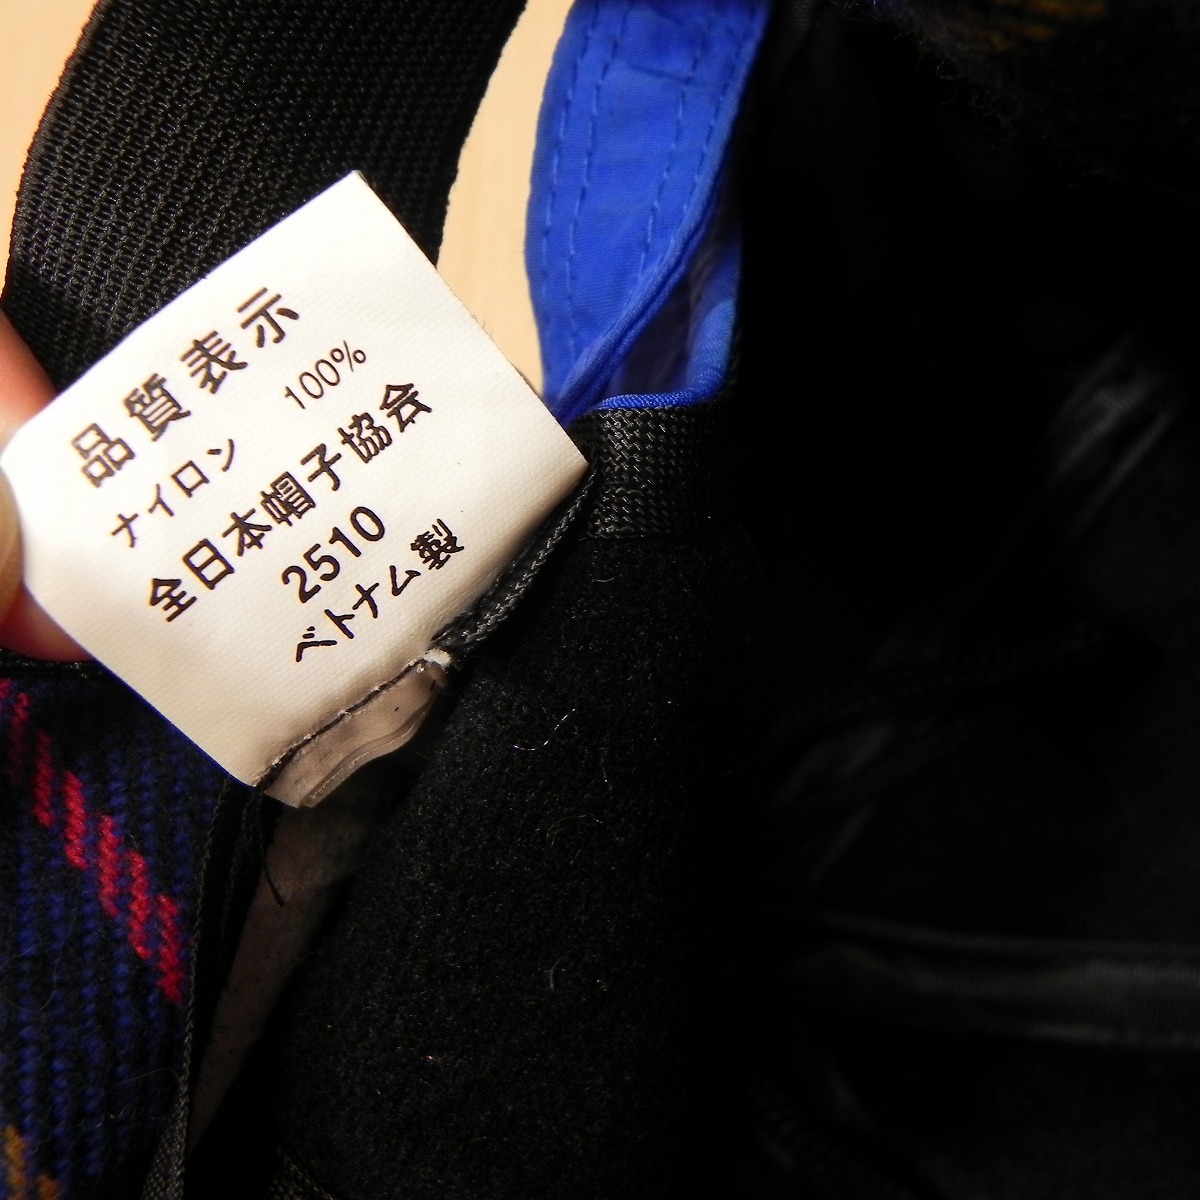 品質表示
ナイロン 100%
全日本帽子協会
2510
ベトナム製